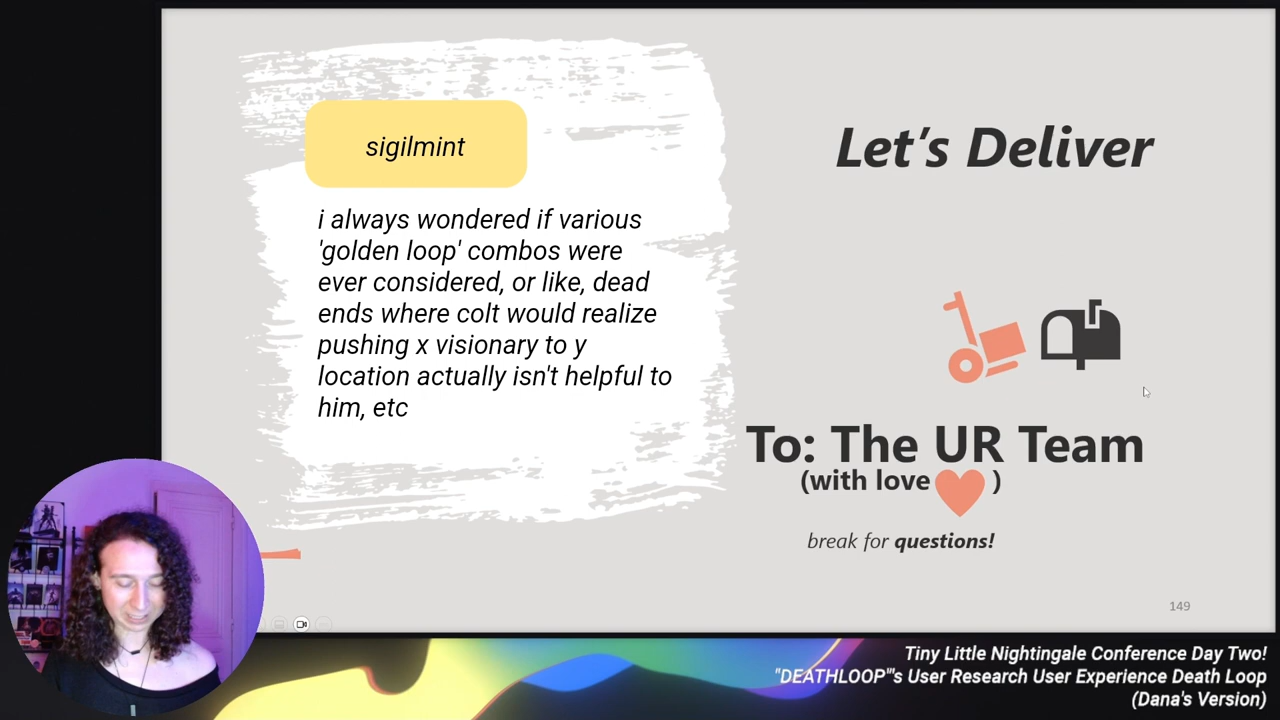 sigilmint
i always wondered if various
'golden loop' combos were
ever considered, or like, dead
ends where colt would realize
pushing x visionary to y
location actually isn't helpful to
him, etc
Let's Deliver
To: The UR Team
(with love )
break for questions!
149
Tiny Little Nightingale Conference Day Two!
"DEATHLOOP"'s User Research User Experience Death Loop
(Dana's Version)